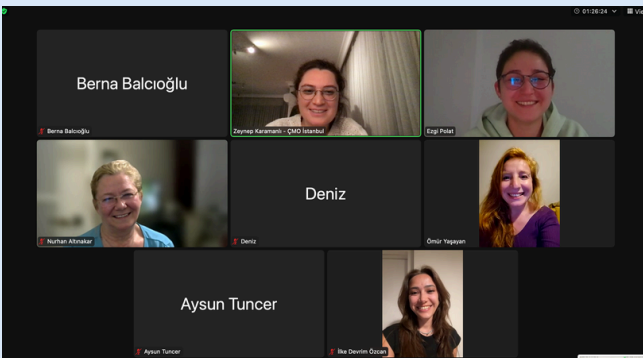 01:26:24
Vie
Berna Balcıoğlu
Berna Balcıoğlu
Zeynep Karamanlı - ÇMO İstanbul
Ezgi Polat
Deniz
Nurhan Altınakar
Deniz
Ömür Yaşayan
Aysun Tuncer
Aysun Tuncer
İlke Devrim Özcan